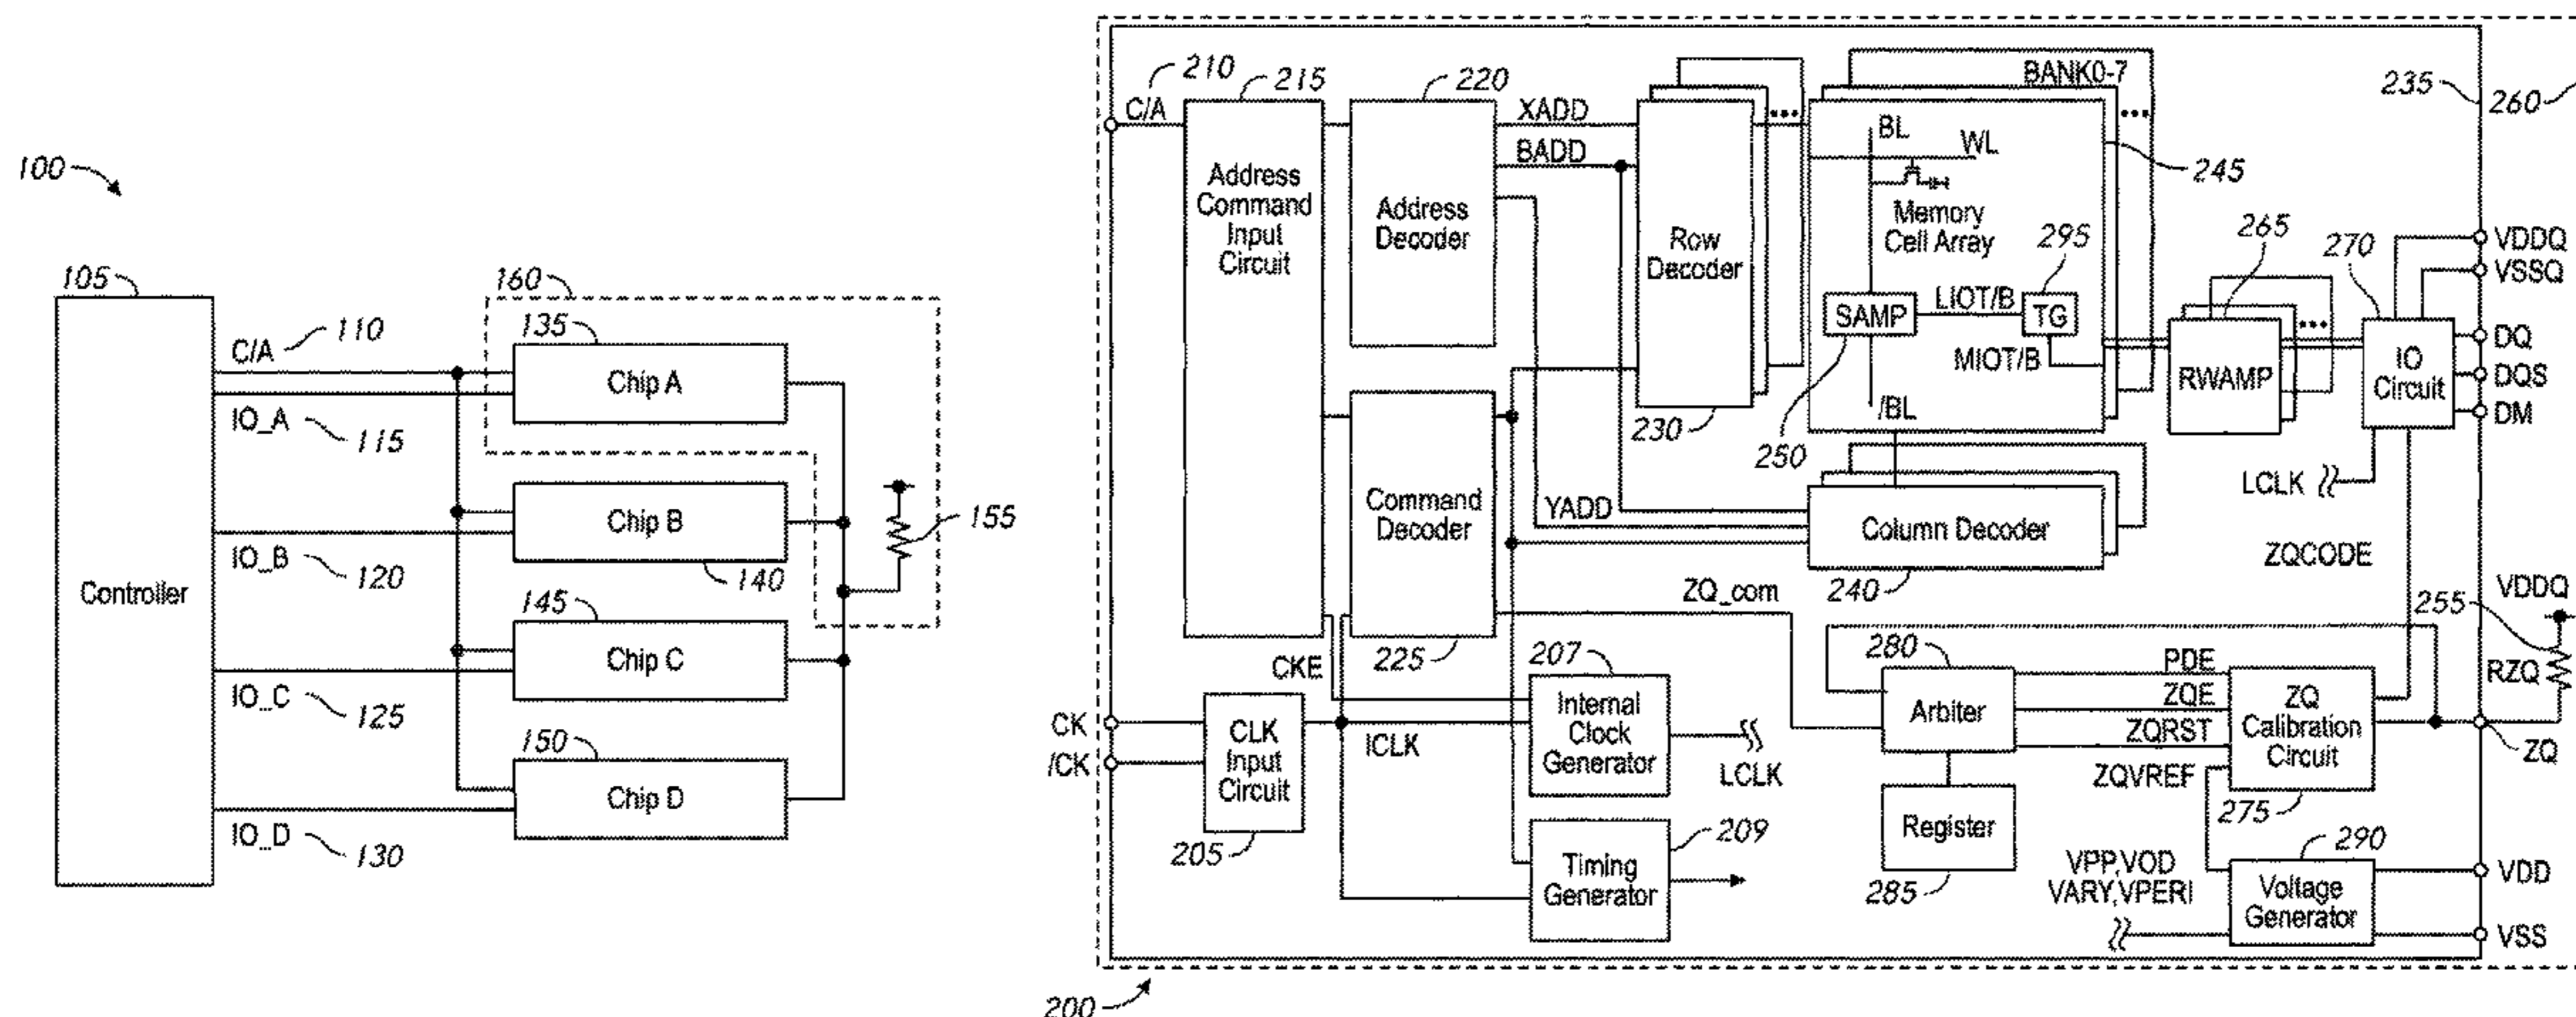 100
105
Controller
C/A
110
IO_A
115
IO_B
120
IO_C
125
IO_D
130
160
135
Chip A
Chip B
140
145
Chip C
150
Chip D
155
200
210
C/A
215
Address
Command
Input
Circuit
220
Address
Decoder
XADD
BADD
YADD
Command
Decoder
225
ZQ_com
Row
Decoder
230
...
BANK0-7
...
BL
WL
Memory
Cell Array
245
295
SAMP
LIOT/B
TG
MIOT/B
250
/BL
Column Decoder
240
265
RWAMP
...
270
IO
Circuit
LCLK
ZQCODE
235
260
VDDQ
VSSQ
DQ
DQS
DM
VDDQ
255
RZQ
ZQ
CK
/CK
CLK
Input
Circuit
205
CKE
ICLK
207
Internal
Clock
Generator
LCLK
209
Timing
Generator
280
Arbiter
Register
285
PDE
ZQE
ZQRST
ZQVREF
ZQ
Calibration
Circuit
275
VPP,VOD
VARY,VPERI
290
Voltage
Generator
VDD
VSS